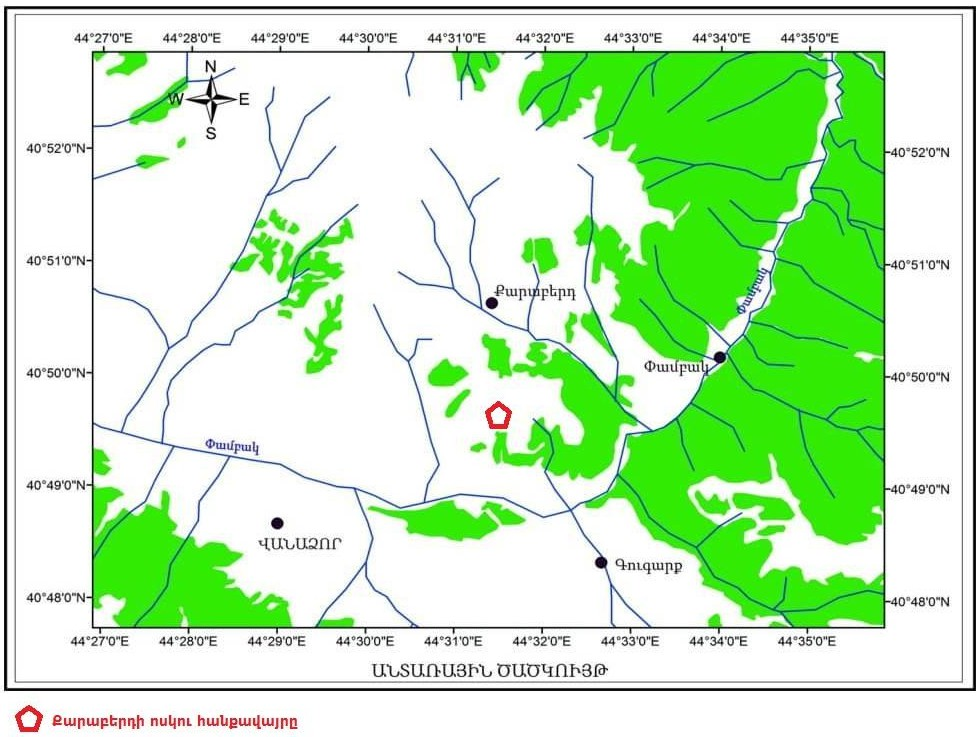 44°27'0"E 44°28'0"E 44°29'0"E 44°30'0"E 44°31'0"E 44°32'0"E 44°33'0"E 44°34'0"E 44°35'0"E
N
W E
S
40°52'0"N 40°52'0"N
40°51'0"N 40°51'0"N
Փամբակ
Քարաբերդ
Փամբակ
40°50'0"N 40°50'0"N
Փամբակ
40°49'0"N 40°49'0"N
ՎԱՆԱՁՈՐ
Գուգարք
40°48'0"N 40°48'0"N
44°27'0"E 44°28'0"E 44°29'0"E 44°30'0"E 44°31'0"E 44°32'0"E 44°33'0"E 44°34'0"E 44°35'0"E
ԱՆՏԱՌԱՅԻՆ ԾԱԾԿՈՒՅԹ
Քարաբերդի ոսկու հանքավայրը